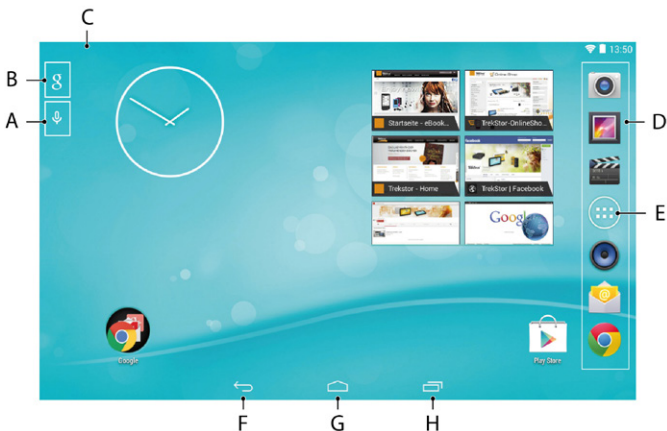 C
13:50
B
g
A
D
Startseite - eBook...
TrekStor-OnlineSho...
Trekstor - Home
TrekStor | Facebook
E
Google
Google
Play Store
F
G
H